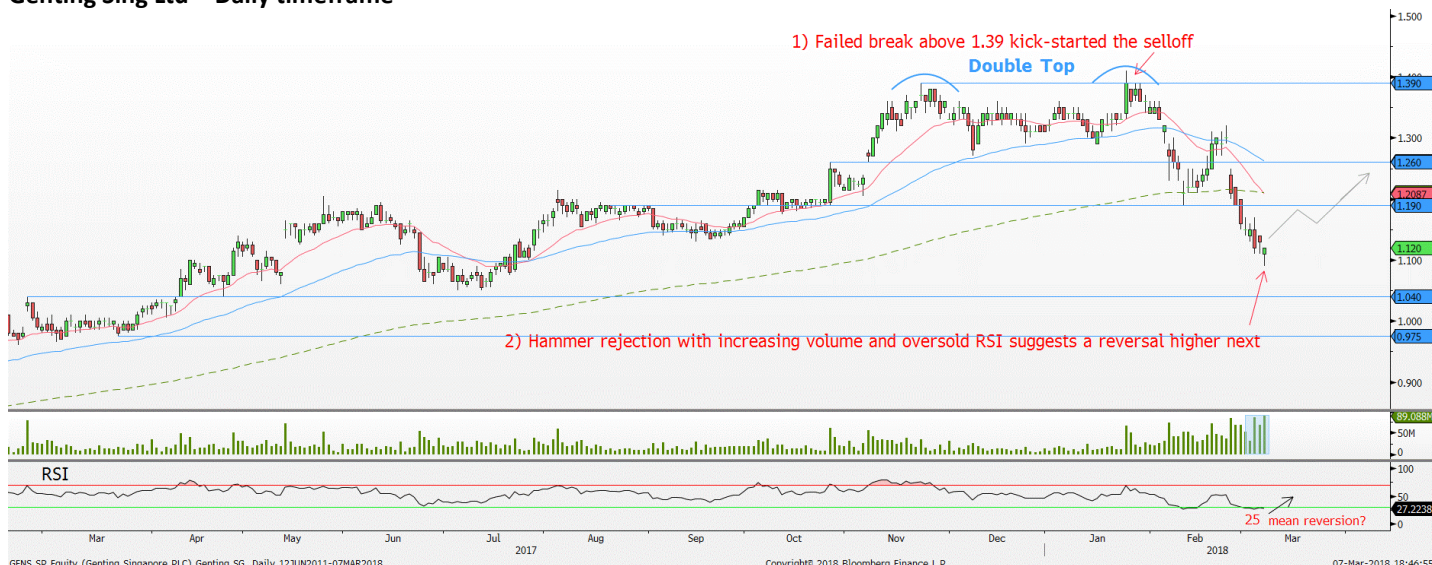 Genting Sing Ltd – Daily timeframe
1.500
1) Failed break above 1.39 kick-started the selloff
Double Top
1.390
1.300
1.260
1.2087
1.190
1.120
1.100
1.040
1.000
2) Hammer rejection with increasing volume and oversold RSI suggests a reversal higher next
0.975
0.900
89.088M
50M
0
RSI
100
50
27.2238
25 mean reversion?
0
Mar Apr May Jun Jul Aug Sep Oct Nov Dec Jan Feb Mar
2017 2018
GENS SP Equity (Genting Singapore PLC) Genting SG Daily 12JUN2011-07MAR2018 Copyright© 2018 Bloomberg Finance L.P. 07-Mar-2018 18:46:55